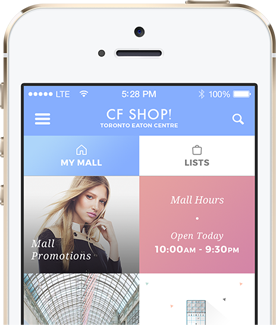 LTE 5:28 PM 100%
CF SHOP!
TORONTO EATON CENTRE
MY MALL LISTS
Mall Hours
Open Today
10:00AM - 9:30PM
Mall
Promotions